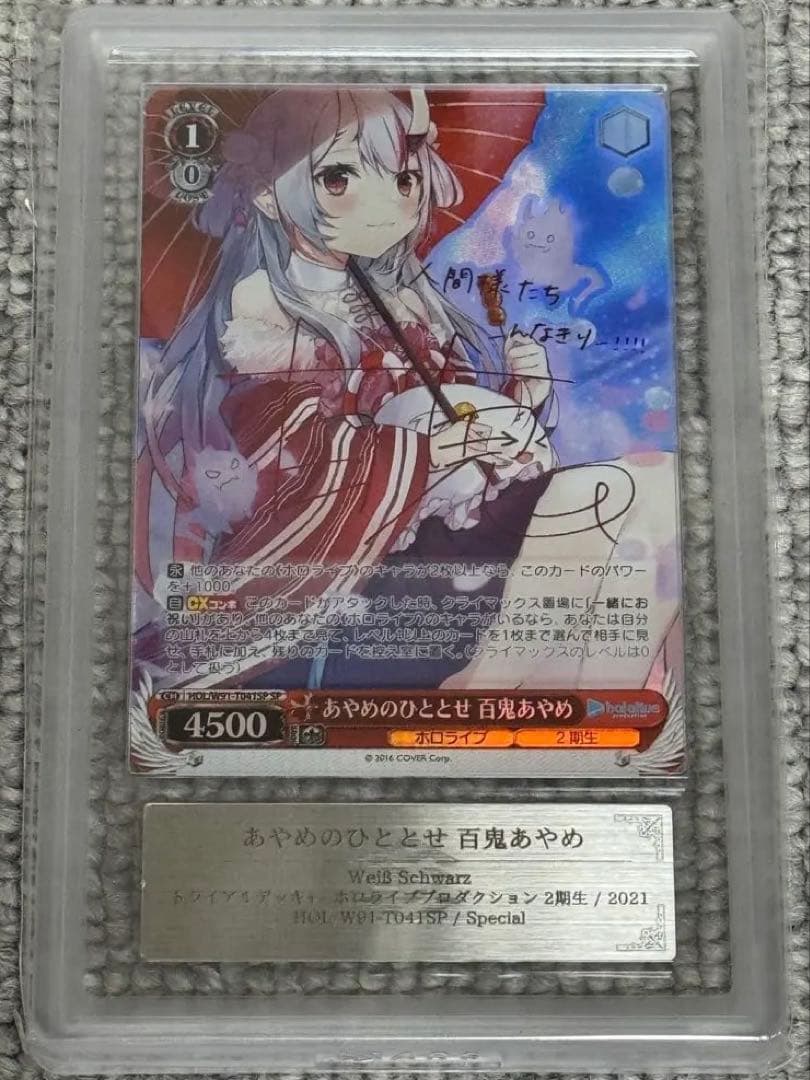 1
0
間様たち
んなきりー!!!!
永 他のあなたの《ホロライブ》のキャラが2枚以上なら、このカードのパワー
を+1000。
自 CXコンボ このカードがアタックした時、クライマックス置場に「一緒にお
祝い」があり、他のあなたの《ホロライブ》のキャラがいるなら、あなたは自分
の山札を上から4枚まで見て、レベル1以上のカードを1枚まで選んで相手に見
せ、手札に加え、残りのカードを控え室に置く。(クライマックスのレベルは0
として扱う)
HOL/W91-T041SP SP
4500
あやめのひととせ 百鬼あやめ
hololive
production
ホロライブ
2期生
© 2016 COVER Corp.
あやめのひととせ 百鬼あやめ
Weiß Schwarz
トライアルデッキ+ ホロライブプロダクション 2期生 / 2021
HOL/W91-T041SP / Special